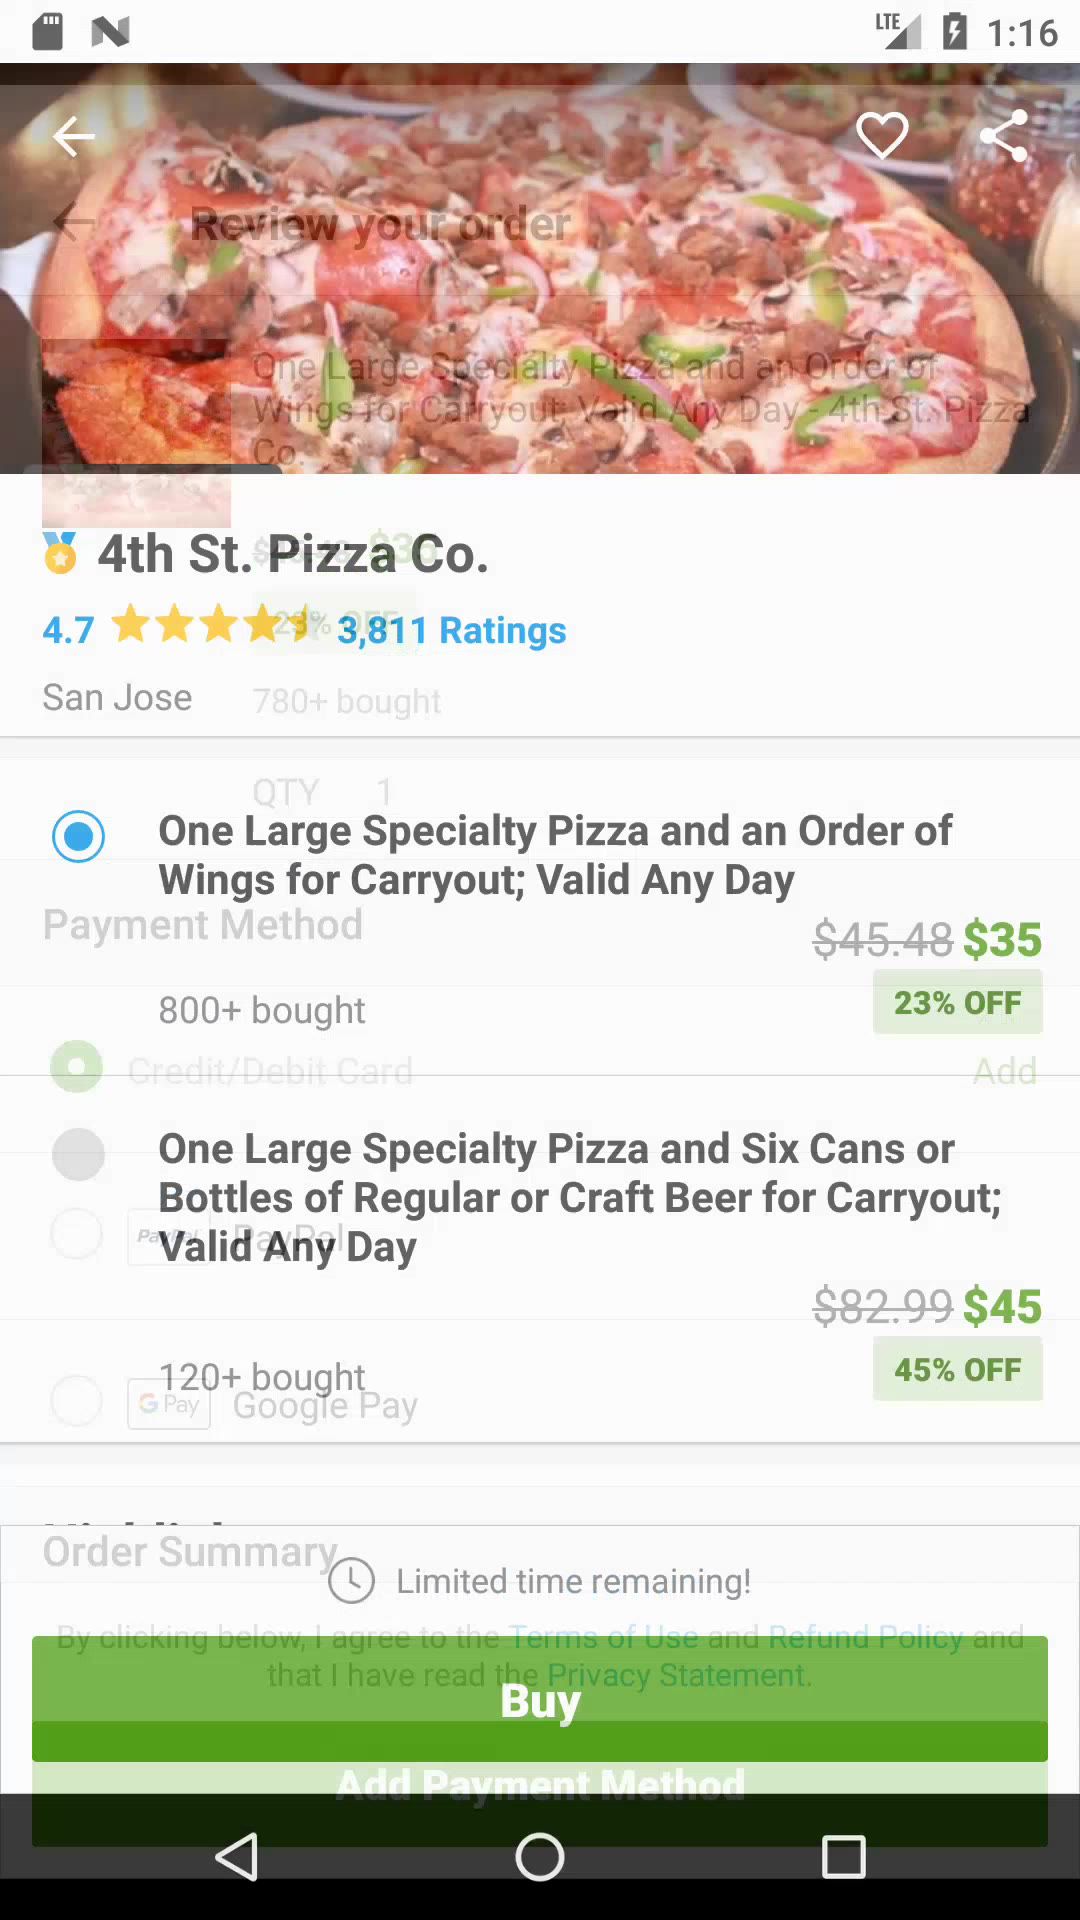 LTE 1:16
Review your order
One Large Specialty Pizza and an Order of
Wings for Carryout; Valid Any Day - 4th St. Pizza
Co.
4th St. Pizza Co.
23% OFF
4.7 3,811 Ratings
San Jose
780+ bought
QTY 1
One Large Specialty Pizza and an Order of
Wings for Carryout; Valid Any Day
Payment Method
$45.48 $35
23% OFF
800+ bought
Credit/Debit Card Add
One Large Specialty Pizza and Six Cans or
Bottles of Regular or Craft Beer for Carryout;
Valid Any Day
PayPal PayPal
$82.99 $45
45% OFF
120+ bought
G Pay Google Pay
Order Summary
Limited time remaining!
By clicking below, I agree to the Terms of Use and Refund Policy and
that I have read the Privacy Statement.
Buy
Add Payment Method